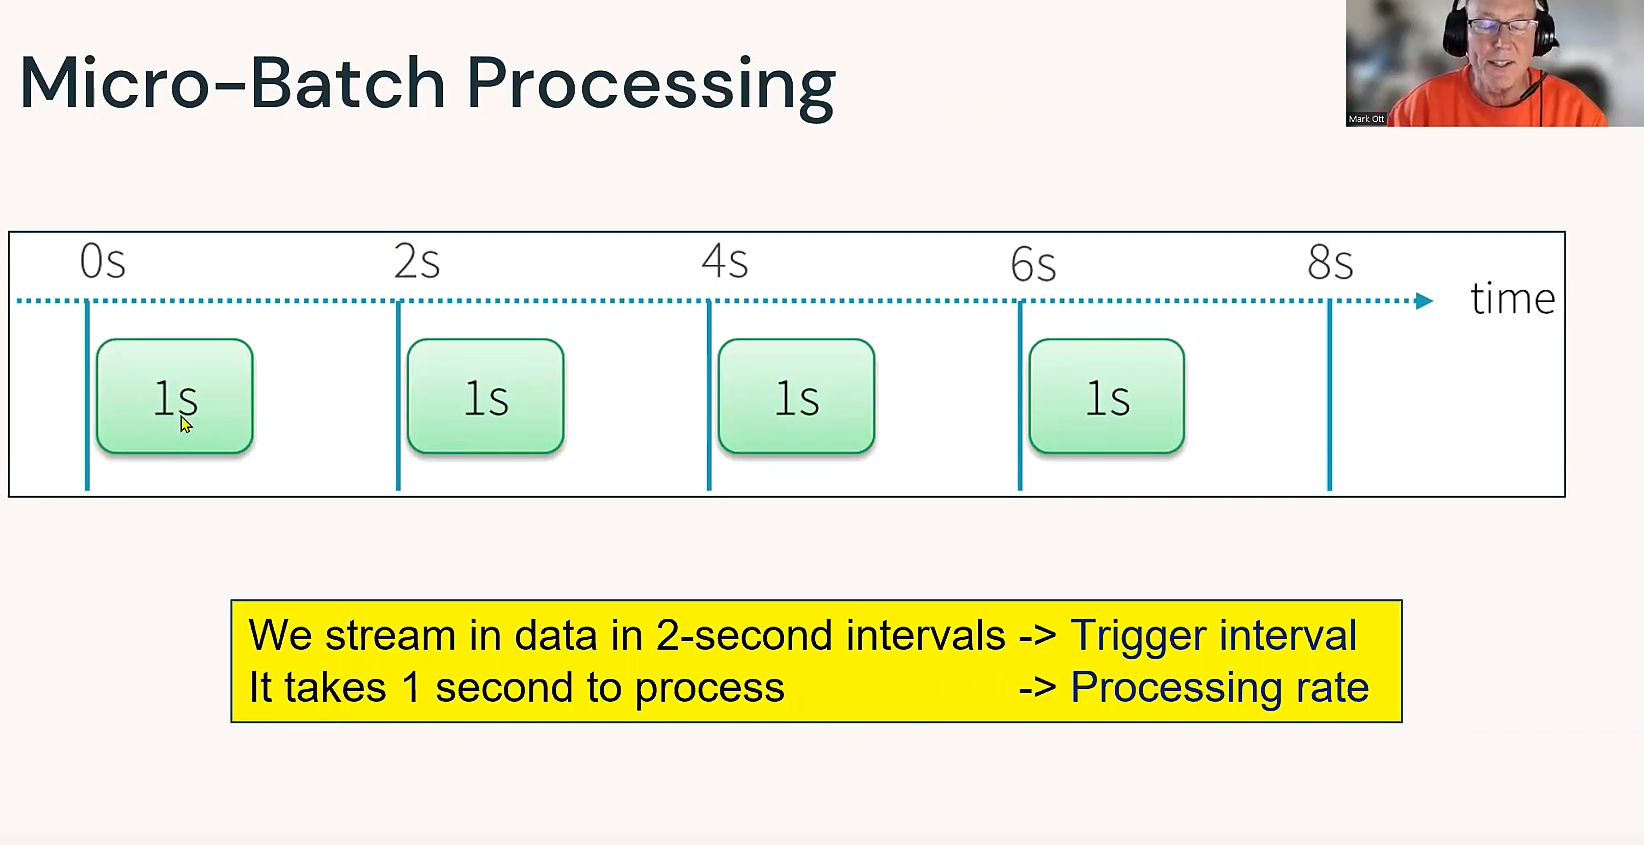 Micro-Batch Processing
Mark Ott
0s 2s 4s 6s 8s
time
1s 1s 1s 1s
We stream in data in 2-second intervals -> Trigger interval
It takes 1 second to process -> Processing rate